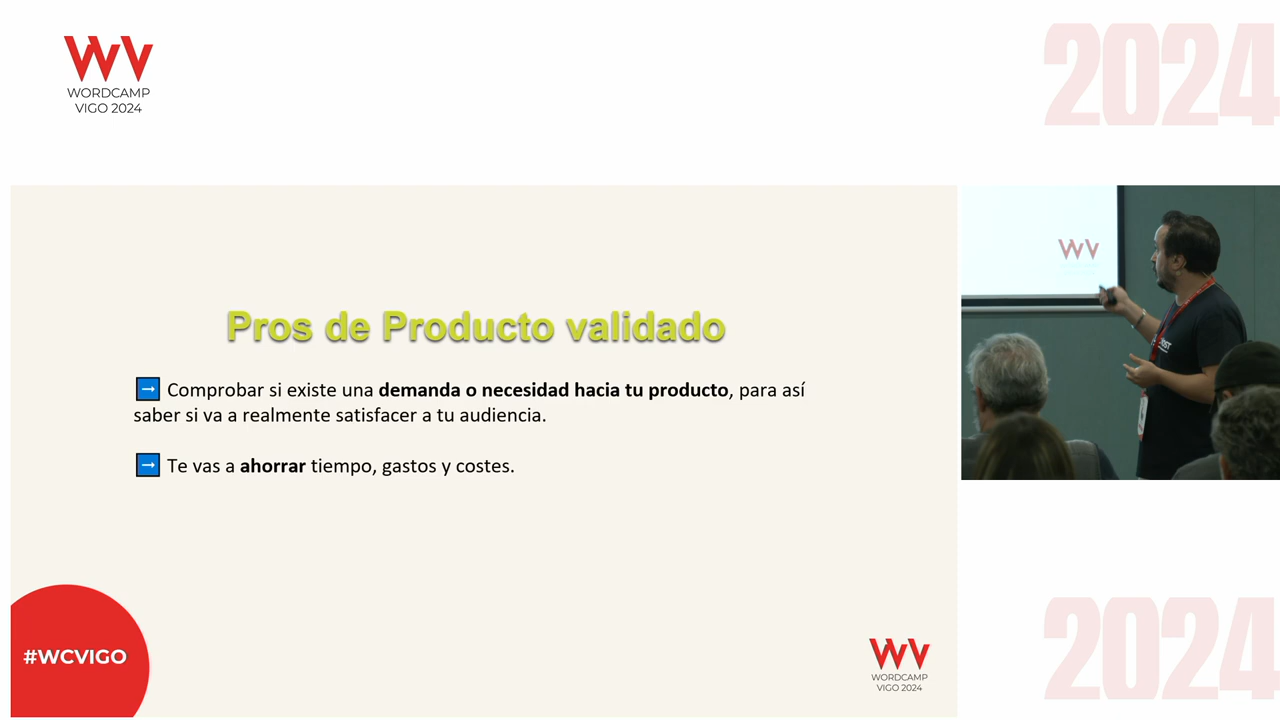 WORDCAMP
VIGO 2024
2024
Pros de Producto validado
➡ Comprobar si existe una demanda o necesidad hacia tu producto, para así
saber si va a realmente satisfacer a tu audiencia.
➡ Te vas a ahorrar tiempo, gastos y costes.
#WCVIGO
WORDCAMP
VIGO 2024
2024